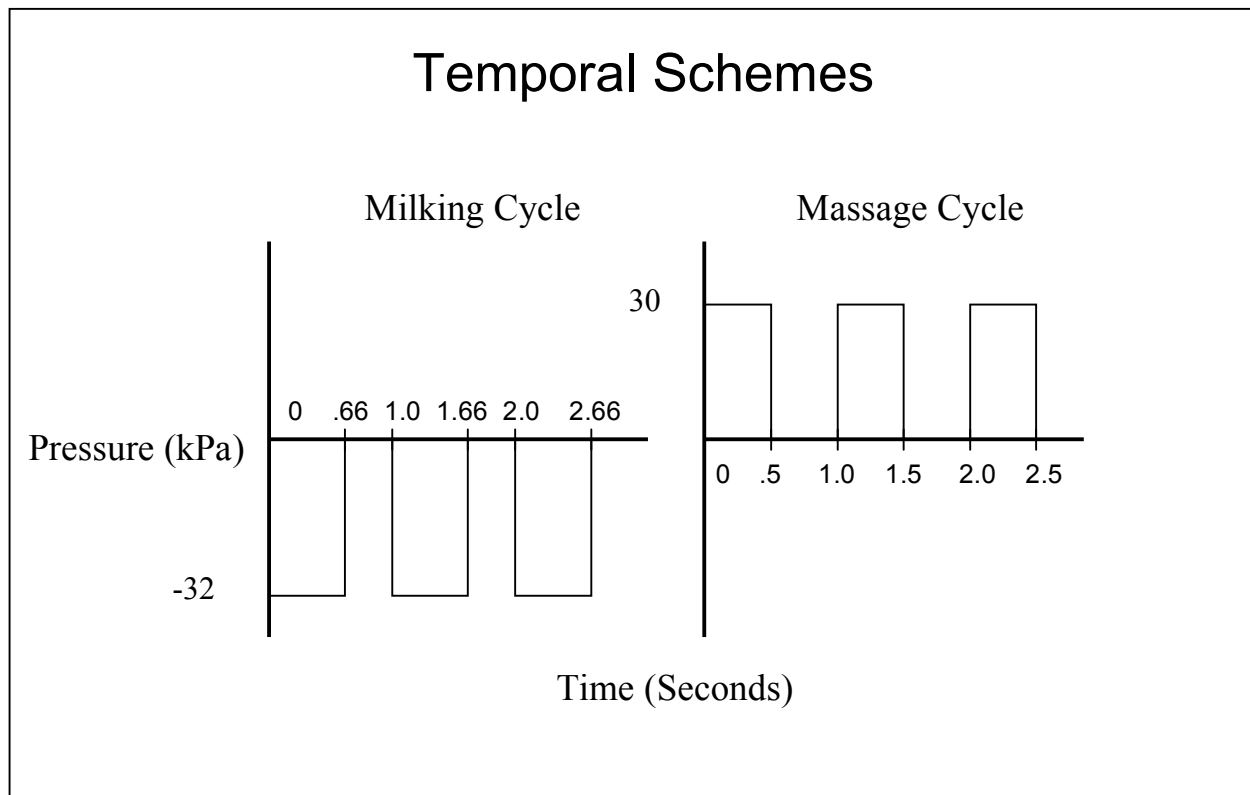 Temporal Schemes
Milking Cycle
Massage Cycle
30
0 .66 1.0 1.66 2.0 2.66
Pressure (kPa)
0 .5 1.0 1.5 2.0 2.5
-32
Time (Seconds)